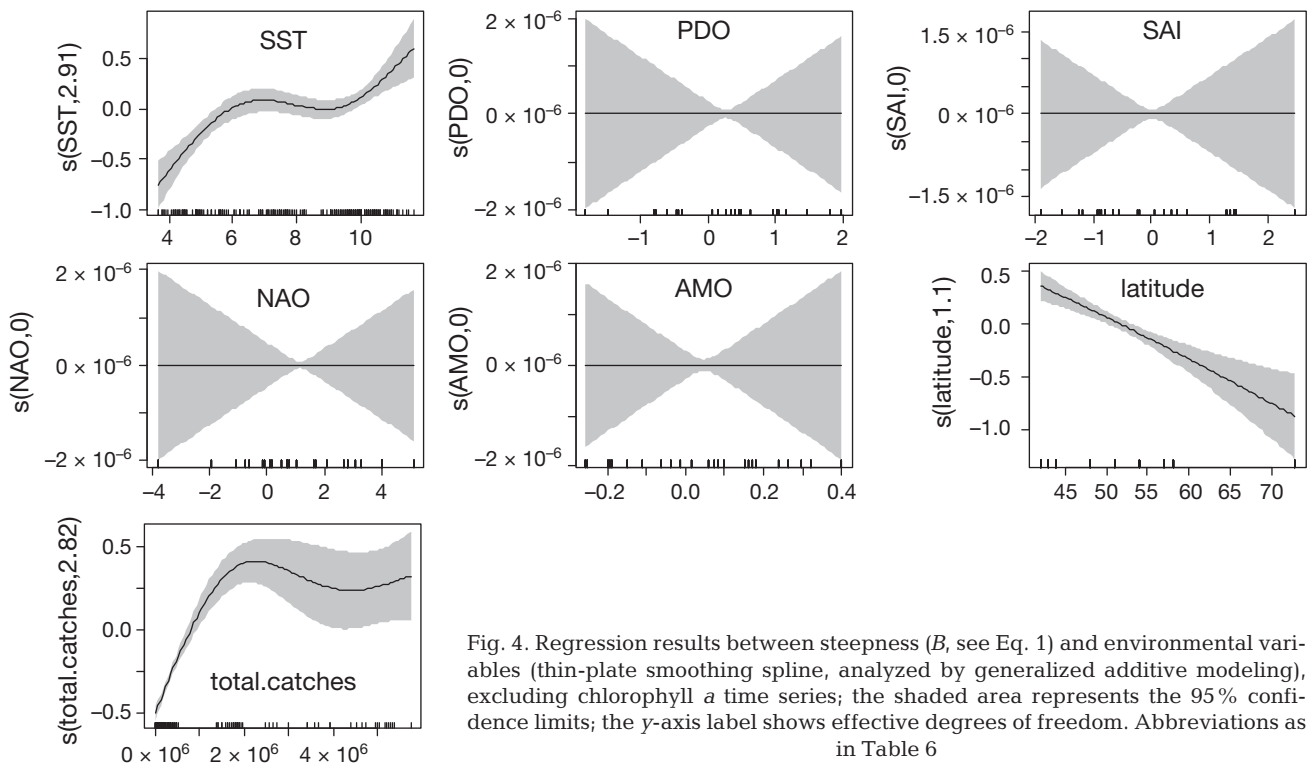 SST
s(SST,2.91)
0.5
0.0
−0.5
−1.0
4 6 8 10
PDO
s(PDO,0)
2 × 10⁻⁶
0 × 10⁻⁶
−2 × 10⁻⁶
−1 0 1 2
SAI
s(SAI,0)
1.5 × 10⁻⁶
0 × 10⁻⁶
−1.5 × 10⁻⁶
−2 −1 0 1 2
NAO
s(NAO,0)
2 × 10⁻⁶
0 × 10⁻⁶
−2 × 10⁻⁶
−4 −2 0 2 4
AMO
s(AMO,0)
2 × 10⁻⁶
0 × 10⁻⁶
−2 × 10⁻⁶
−0.2 0.0 0.2 0.4
latitude
s(latitude,1.1)
0.5
0.0
−0.5
−1.0
45 50 55 60 65 70
s(total.catches,2.82)
0.5
0.0
−0.5
total.catches
0 × 10⁶ 2 × 10⁶ 4 × 10⁶
Fig. 4. Regression results between steepness (B, see Eq. 1) and environmental vari-
ables (thin-plate smoothing spline, analyzed by generalized additive modeling),
excluding chlorophyll a time series; the shaded area represents the 95% confi-
dence limits; the y-axis label shows effective degrees of freedom. Abbreviations as
in Table 6